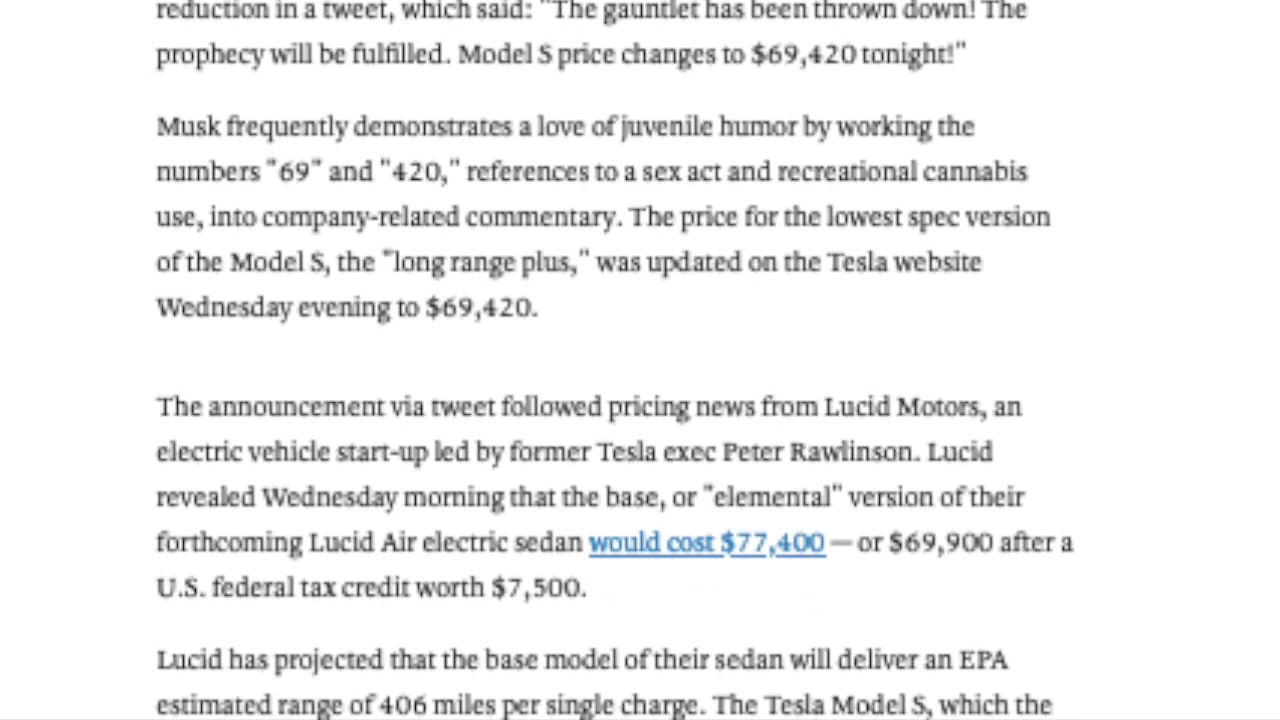 reduction in a tweet, which said: "The gauntlet has been thrown down! The
prophecy will be fulfilled. Model S price changes to $69,420 tonight!"
Musk frequently demonstrates a love of juvenile humor by working the
numbers "69" and "420," references to a sex act and recreational cannabis
use, into company-related commentary. The price for the lowest spec version
of the Model S, the "long range plus," was updated on the Tesla website
Wednesday evening to $69,420.
The announcement via tweet followed pricing news from Lucid Motors, an
electric vehicle start-up led by former Tesla exec Peter Rawlinson. Lucid
revealed Wednesday morning that the base, or "elemental" version of their
forthcoming Lucid Air electric sedan would cost $77,400 — or $69,900 after a
U.S. federal tax credit worth $7,500.
Lucid has projected that the base model of their sedan will deliver an EPA
estimated range of 406 miles per single charge. The Tesla Model S, which the